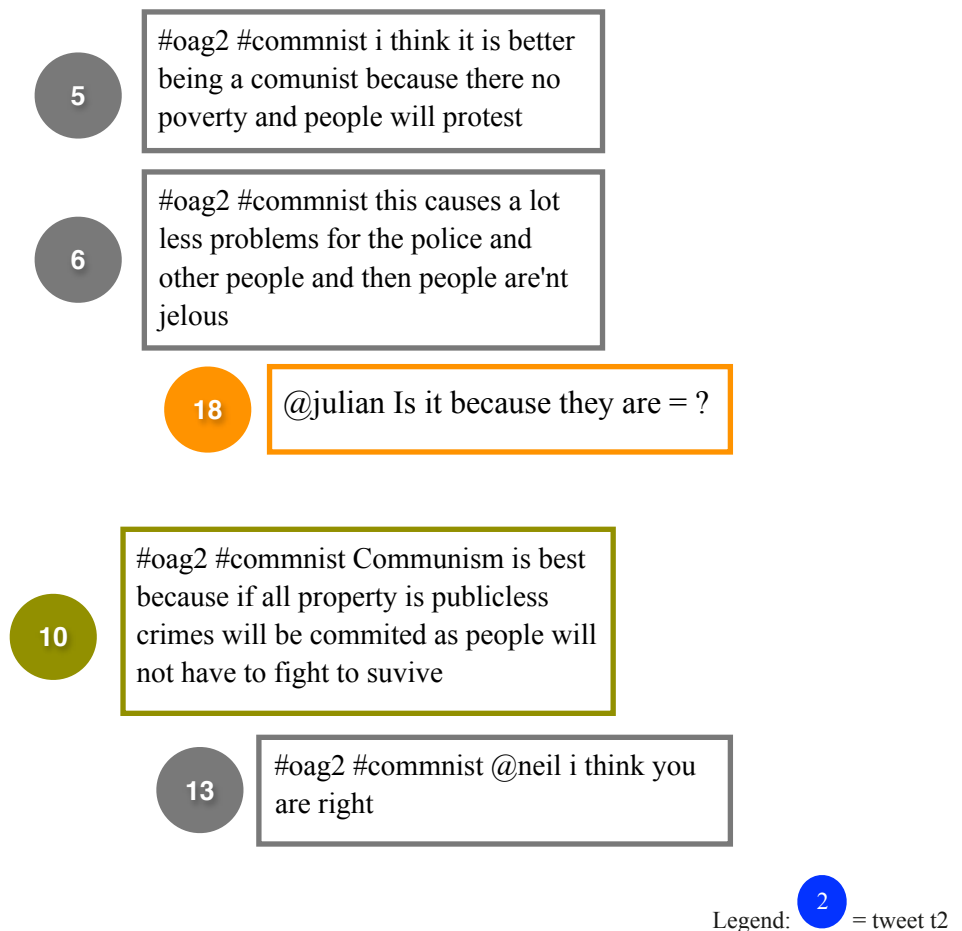 5
#oag2 #commnist i think it is better
being a comunist because there no
poverty and people will protest
6
#oag2 #commnist this causes a lot
less problems for the police and
other people and then people are'nt
jelous
18
@julian Is it because they are = ?
10
#oag2 #commnist Communism is best
because if all property is publicless
crimes will be commited as people will
not have to fight to suvive
13
#oag2 #commnist @neil i think you
are right
Legend: 2 = tweet t2